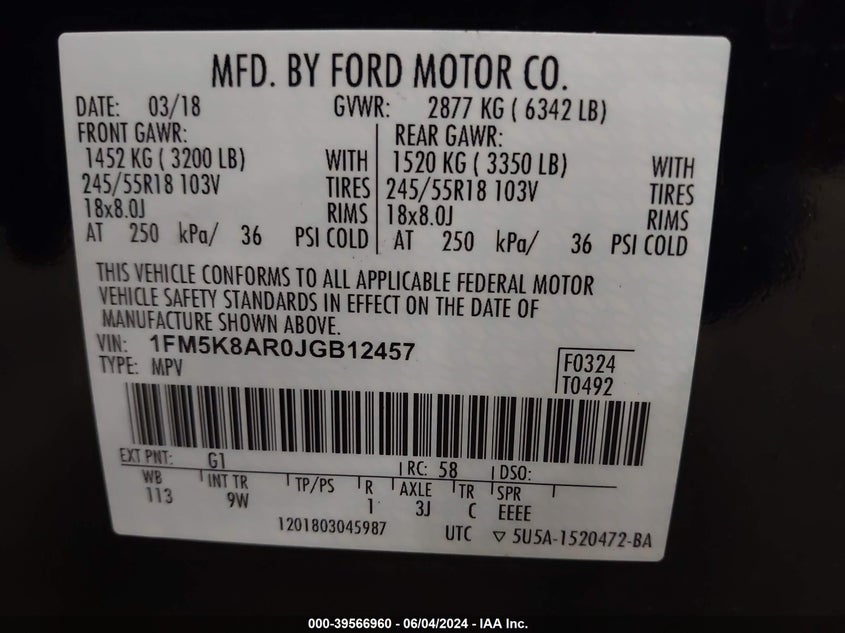 MFD. BY FORD MOTOR CO.
DATE: 03/18 GVWR: 2877 KG ( 6342 LB)
FRONT GAWR: REAR GAWR:
1452 KG ( 3200 LB) WITH 1520 KG ( 3350 LB) WITH
245/55R18 103V TIRES 245/55R18 103V TIRES
18x8.0J RIMS 18x8.0J RIMS
AT 250 kPa/ 36 PSI COLD AT 250 kPa/ 36 PSI COLD
THIS VEHICLE CONFORMS TO ALL APPLICABLE FEDERAL MOTOR
VEHICLE SAFETY STANDARDS IN EFFECT ON THE DATE OF
MANUFACTURE SHOWN ABOVE.
VIN: 1FM5K8AR0JGB12457 F0324
TYPE: MPV T0492
EXT PNT: G1 RC: 58 DSO:
WB INT TR TP/PS R AXLE TR SPR
113 9W 1 3J C EEEE
1201803045987 UTC ▽ 5U5A-1520472-BA
000-39566960 - 06/04/2024 - IAA Inc.